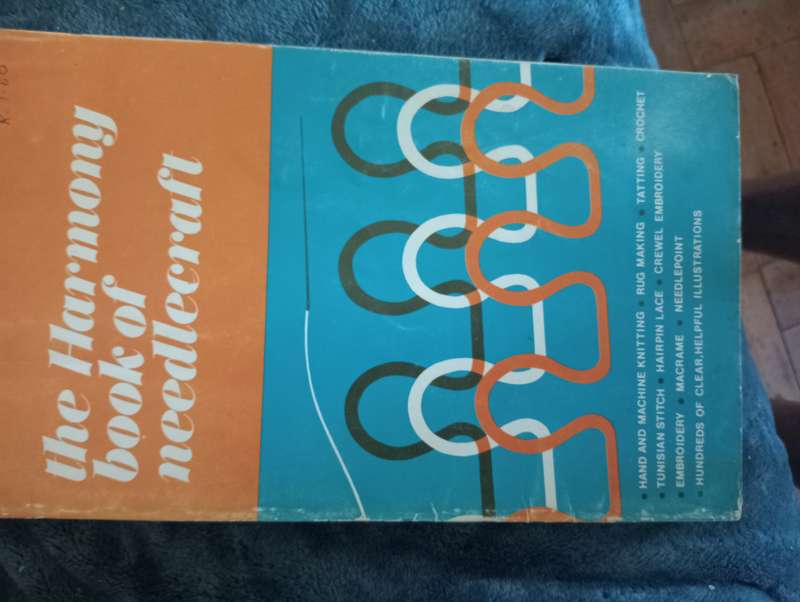 the Harmony
book of
needlecraft
• HAND AND MACHINE KNITTING • RUG MAKING • TATTING • CROCHET
• TUNISIAN STITCH • HAIRPIN LACE • CREWEL EMBROIDERY
• EMBROIDERY • MACRAME • NEEDLEPOINT
• HUNDREDS OF CLEAR, HELPFUL ILLUSTRATIONS